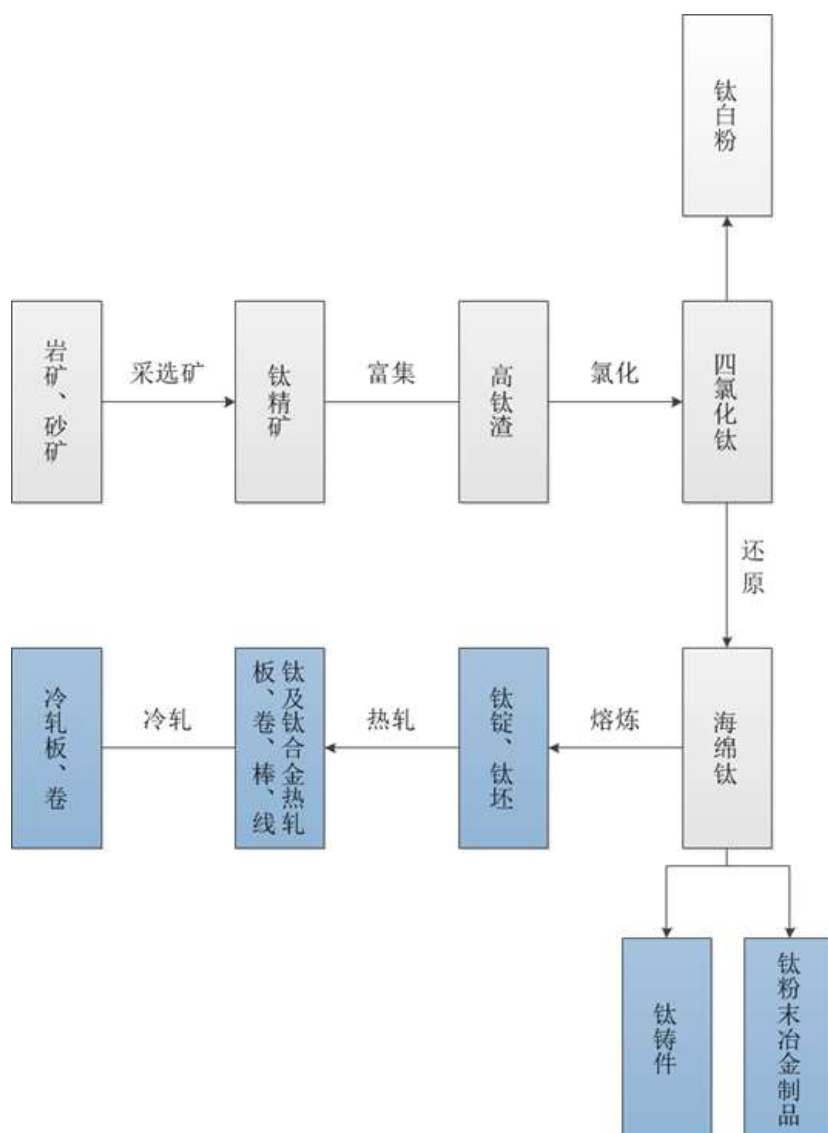 钛白粉
岩矿、砂矿
采选矿
钛精矿
富集
高钛渣
氯化
四氯化钛
还原
冷轧板、卷
冷轧
钛及钛合金热轧
板、卷、棒、线
热轧
钛锭、钛坯
熔炼
海绵钛
钛铸件
钛粉末冶金制品